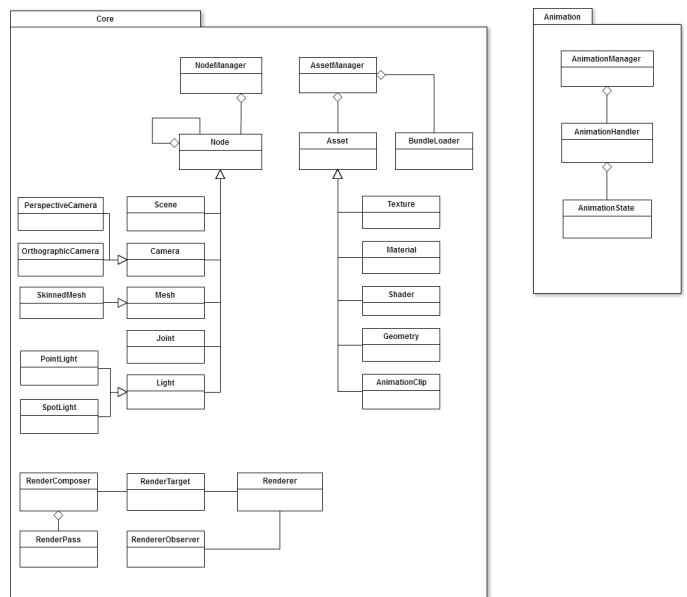 Core
Animation
NodeManager
AssetManager
AnimationManager
Node
Asset
BundleLoader
AnimationHandler
PerspectiveCamera
Scene
Texture
AnimationState
OrthographicCamera
Camera
Material
SkinnedMesh
Mesh
Shader
Joint
Geometry
PointLight
Light
AnimationClip
SpotLight
RenderComposer
RenderTarget
Renderer
RenderPass
RendererObserver